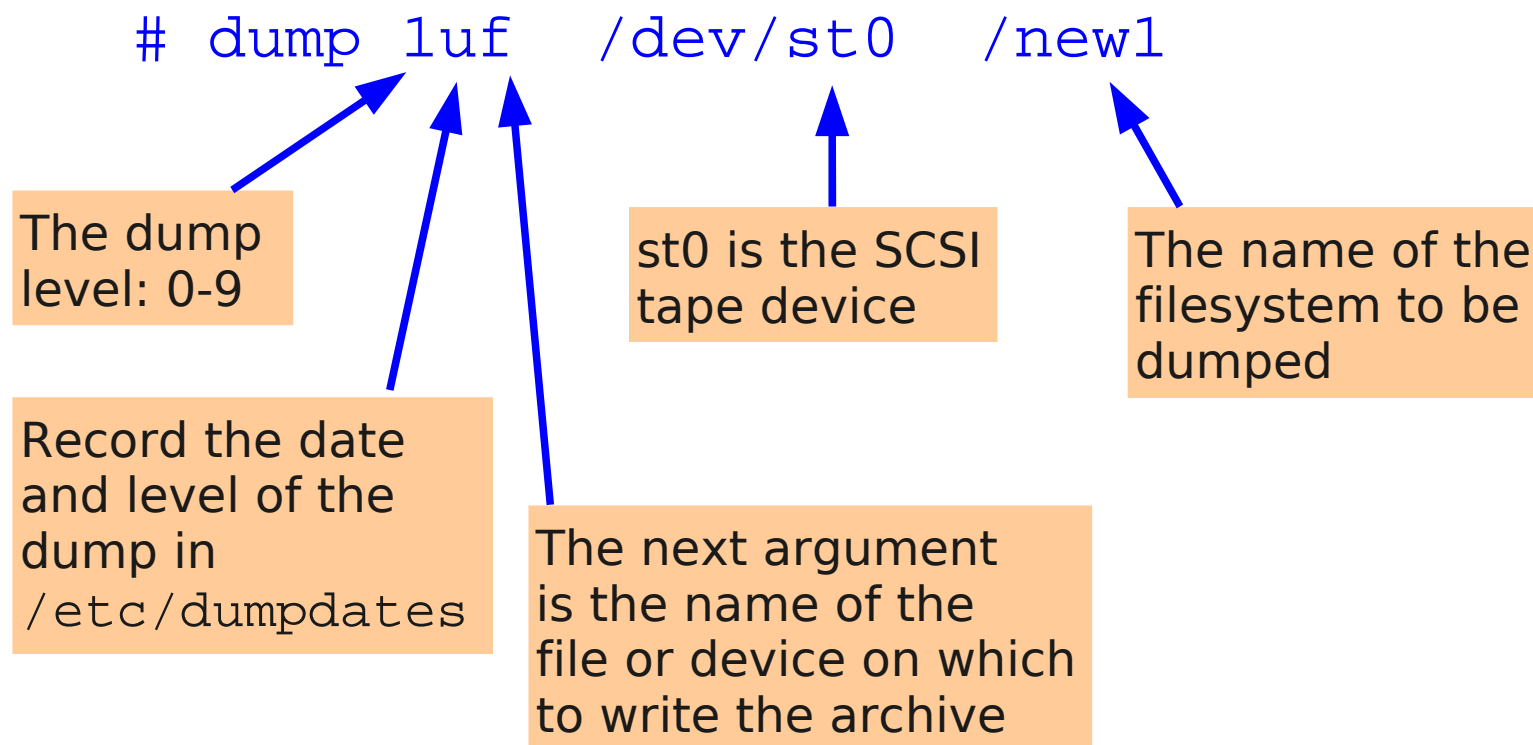 # dump 1uf /dev/st0 /new1
The dump
level: 0-9
st0 is the SCSI
tape device
The name of the
filesystem to be
dumped
Record the date
and level of the
dump in
/etc/dumpdates
The next argument
is the name of the
file or device on which
to write the archive